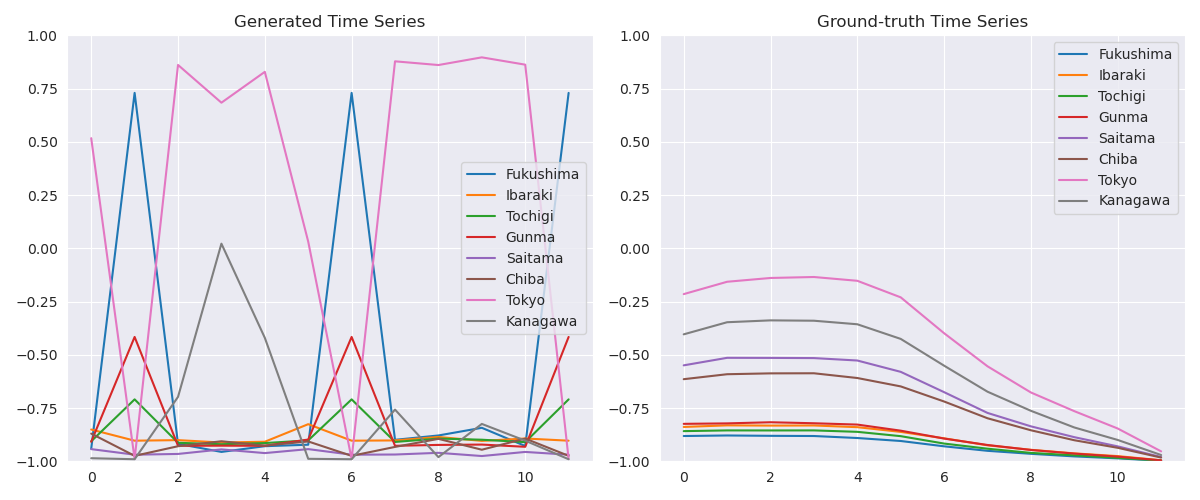 Generated Time Series
1.00
0.75
0.50
0.25
0.00
−0.25
−0.50
−0.75
−1.00
0 2 4 6 8 10
Fukushima
Ibaraki
Tochigi
Gunma
Saitama
Chiba
Tokyo
Kanagawa
Ground-truth Time Series
1.00
0.75
0.50
0.25
0.00
−0.25
−0.50
−0.75
−1.00
0 2 4 6 8 10
Fukushima
Ibaraki
Tochigi
Gunma
Saitama
Chiba
Tokyo
Kanagawa